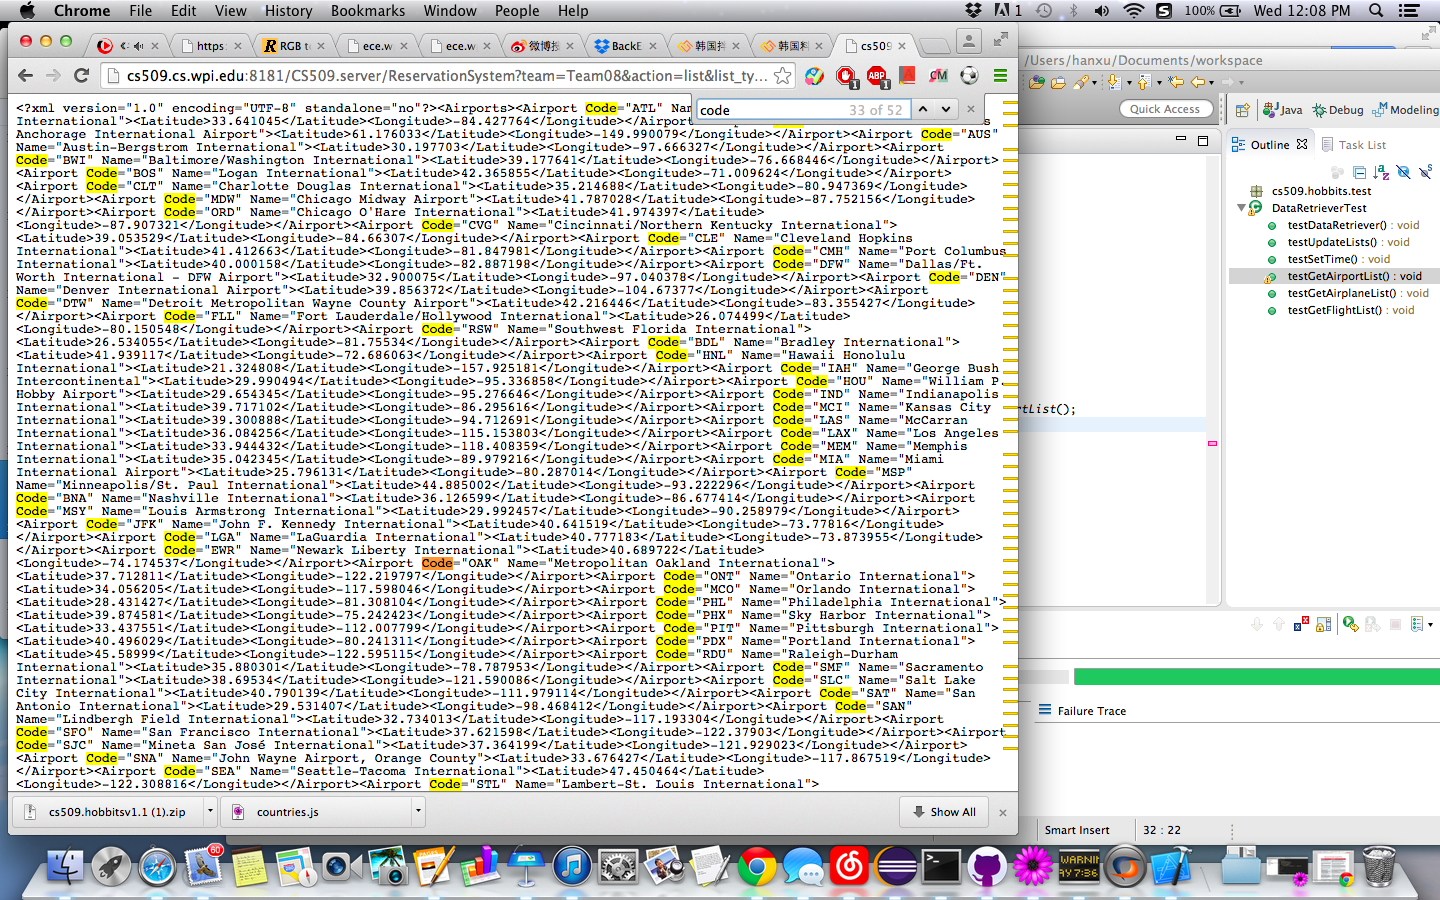 Chrome File Edit View History Bookmarks Window People Help
1 100% Wed 12:08 PM
https: RGB t ece.w ece.w 微博授 BackE 韩国抖 韩国料 cs509
cs509.cs.wpi.edu:8181/CS509.server/ReservationSystem?team=Team08&action=list&list_ty...
code 33 of 52
<?xml version="1.0" encoding="UTF-8" standalone="no"?><Airports><Airport Code="ATL" Nam
International"><Latitude>33.641045</Latitude><Longitude>-84.427764</Longitude></Airpor
Anchorage International Airport"><Latitude>61.176033</Latitude><Longitude>-149.990079</Longitude></Airport><Airport Code="AUS"
Name="Austin-Bergstrom International"><Latitude>30.197703</Latitude><Longitude>-97.666327</Longitude></Airport><Airport
Code="BWI" Name="Baltimore/Washington International"><Latitude>39.177641</Latitude><Longitude>-76.668446</Longitude></Airport>
<Airport Code="BOS" Name="Logan International"><Latitude>42.365855</Latitude><Longitude>-71.009624</Longitude></Airport>
<Airport Code="CLT" Name="Charlotte Douglas International"><Latitude>35.214688</Latitude><Longitude>-80.947369</Longitude>
</Airport><Airport Code="MDW" Name="Chicago Midway Airport"><Latitude>41.787028</Latitude><Longitude>-87.752156</Longitude>
</Airport><Airport Code="ORD" Name="Chicago O'Hare International"><Latitude>41.974397</Latitude>
<Longitude>-87.907321</Longitude></Airport><Airport Code="CVG" Name="Cincinnati/Northern Kentucky International">
<Latitude>39.053529</Latitude><Longitude>-84.66307</Longitude></Airport><Airport Code="CLE" Name="Cleveland Hopkins
International"><Latitude>41.412663</Latitude><Longitude>-81.847981</Longitude></Airport><Airport Code="CMH" Name="Port Columbus
International"><Latitude>40.000158</Latitude><Longitude>-82.887198</Longitude></Airport><Airport Code="DFW" Name="Dallas/Ft.
North International - DFW Airport"><Latitude>32.900075</Latitude><Longitude>-97.040378</Longitude></Airport><Airport Code="DEN"
Name="Denver International Airport"><Latitude>39.856372</Latitude><Longitude>-104.67377</Longitude></Airport><Airport
Code="DTW" Name="Detroit Metropolitan Wayne County Airport"><Latitude>42.216446</Latitude><Longitude>-83.355427</Longitude>
</Airport><Airport Code="FLL" Name="Fort Lauderdale/Hollywood International"><Latitude>26.074499</Latitude>
<Longitude>-80.150548</Longitude></Airport><Airport Code="RSW" Name="Southwest Florida International">
<Latitude>26.534055</Latitude><Longitude>-81.75534</Longitude></Airport><Airport Code="BDL" Name="Bradley International">
<Latitude>41.939117</Latitude><Longitude>-72.686063</Longitude></Airport><Airport Code="HNL" Name="Hawaii Honolulu
International"><Latitude>21.324808</Latitude><Longitude>-157.925181</Longitude></Airport><Airport Code="IAH" Name="George Bush
Intercontinental"><Latitude>29.990494</Latitude><Longitude>-95.336858</Longitude></Airport><Airport Code="HOU" Name="William P.
Hobby Airport"><Latitude>29.654345</Latitude><Longitude>-95.276646</Longitude></Airport><Airport Code="IND" Name="Indianapolis
International"><Latitude>39.717102</Latitude><Longitude>-86.295616</Longitude></Airport><Airport Code="MCI" Name="Kansas City
International"><Latitude>39.300888</Latitude><Longitude>-94.712691</Longitude></Airport><Airport Code="LAS" Name="McCarran
International"><Latitude>36.084256</Latitude><Longitude>-115.153803</Longitude></Airport><Airport Code="LAX" Name="Los Angeles
International"><Latitude>33.944432</Latitude><Longitude>-118.408359</Longitude></Airport><Airport Code="MEM" Name="Memphis
International"><Latitude>35.042345</Latitude><Longitude>-89.979216</Longitude></Airport><Airport Code="MIA" Name="Miami
International Airport"><Latitude>25.796131</Latitude><Longitude>-80.287014</Longitude></Airport><Airport Code="MSP"
Name="Minneapolis/St. Paul International"><Latitude>44.885002</Latitude><Longitude>-93.222296</Longitude></Airport><Airport
Code="BNA" Name="Nashville International"><Latitude>36.126599</Latitude><Longitude>-86.677414</Longitude></Airport><Airport
Code="MSY" Name="Louis Armstrong International"><Latitude>29.992457</Latitude><Longitude>-90.258979</Longitude></Airport>
<Airport Code="JFK" Name="John F. Kennedy International"><Latitude>40.641519</Latitude><Longitude>-73.77816</Longitude>
</Airport><Airport Code="LGA" Name="LaGuardia International"><Latitude>40.777183</Latitude><Longitude>-73.873955</Longitude>
</Airport><Airport Code="EWR" Name="Newark Liberty International"><Latitude>40.689722</Latitude>
<Longitude>-74.174537</Longitude></Airport><Airport Code="OAK" Name="Metropolitan Oakland International">
<Latitude>37.712811</Latitude><Longitude>-122.219797</Longitude></Airport><Airport Code="ONT" Name="Ontario International">
<Latitude>34.056205</Latitude><Longitude>-117.598046</Longitude></Airport><Airport Code="MCO" Name="Orlando International">
<Latitude>28.431427</Latitude><Longitude>-81.308104</Longitude></Airport><Airport Code="PHL" Name="Philadelphia International">
<Latitude>39.874581</Latitude><Longitude>-75.242423</Longitude></Airport><Airport Code="PHX" Name="Sky Harbor International">
<Latitude>33.437551</Latitude><Longitude>-112.007799</Longitude></Airport><Airport Code="PIT" Name="Pittsburgh International">
<Latitude>40.496029</Latitude><Longitude>-80.241311</Longitude></Airport><Airport Code="PDX" Name="Portland International">
<Latitude>45.58999</Latitude><Longitude>-122.595115</Longitude></Airport><Airport Code="RDU" Name="Raleigh-Durham
International"><Latitude>35.880301</Latitude><Longitude>-78.787953</Longitude></Airport><Airport Code="SMF" Name="Sacramento
International"><Latitude>38.69534</Latitude><Longitude>-121.590086</Longitude></Airport><Airport Code="SLC" Name="Salt Lake
City International"><Latitude>40.790139</Latitude><Longitude>-111.979114</Longitude></Airport><Airport Code="SAT" Name="San
Antonio International"><Latitude>29.531407</Latitude><Longitude>-98.468412</Longitude></Airport><Airport Code="SAN"
Name="Lindbergh Field International"><Latitude>32.734013</Latitude><Longitude>-117.193304</Longitude></Airport><Airport
Code="SFO" Name="San Francisco International"><Latitude>37.621598</Latitude><Longitude>-122.37903</Longitude></Airport><Airport
Code="SJC" Name="Mineta San José International"><Latitude>37.364199</Latitude><Longitude>-121.929023</Longitude></Airport>
<Airport Code="SNA" Name="John Wayne Airport, Orange County"><Latitude>33.676427</Latitude><Longitude>-117.867519</Longitude>
</Airport><Airport Code="SEA" Name="Seattle-Tacoma International"><Latitude>47.450464</Latitude>
<Longitude>-122.308816</Longitude></Airport><Airport Code="STL" Name="Lambert-St. Louis International">
cs509.hobbitsv1.1 (1).zip
countries.js
Show All
/Users/hanxu/Documents/workspace
Quick Access
Java Debug Modeling
Outline Task List
cs509.hobbits.test
DataRetrieverTest
testDataRetriever() : void
testUpdateLists() : void
testSetTime() : void
testGetAirportList() : void
testGetAirplaneList() : void
testGetFlightList() : void
rtList();
Failure Trace
Smart Insert 32 : 22
60
WARNIN
AY 7:36